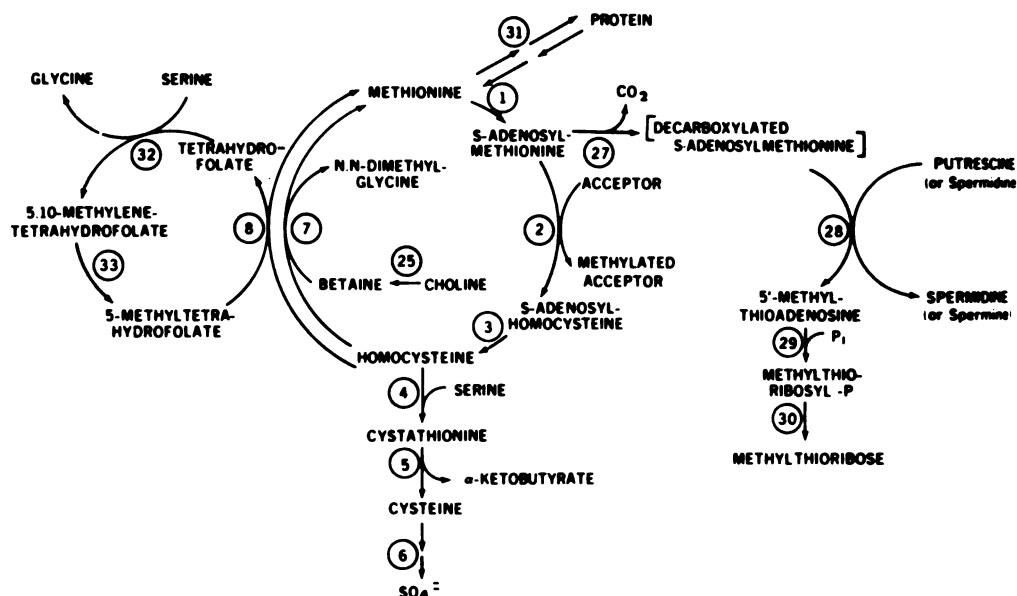 PROTEIN
31
GLYCINE
SERINE
METHIONINE
1
CO2
S-ADENOSYL-
METHIONINE
27
[DECARBOXYLATED
S-ADENOSYLMETHIONINE]
32
TETRAHYDRO-
FOLATE
N.N-DIMETHYL-
GLYCINE
ACCEPTOR
PUTRESCINE
(or Spermidine
5.10-METHYLENE-
TETRAHYDROFOLATE
8
7
2
28
33
BETAINE
25
CHOLINE
METHYLATED
ACCEPTOR
5-METHYLTETRA-
HYDROFOLATE
3
S-ADENOSYL-
HOMOCYSTEINE
5'-METHYL-
THIOADENOSINE
SPERMIDINE
(or Spermine)
HOMOCYSTEINE
29
P1
4
SERINE
METHYLTHIO-
RIBOSYL -P
30
CYSTATHIONINE
5
α-KETOBUTYRATE
METHYLTHIORIBOSE
CYSTEINE
6
SO4=